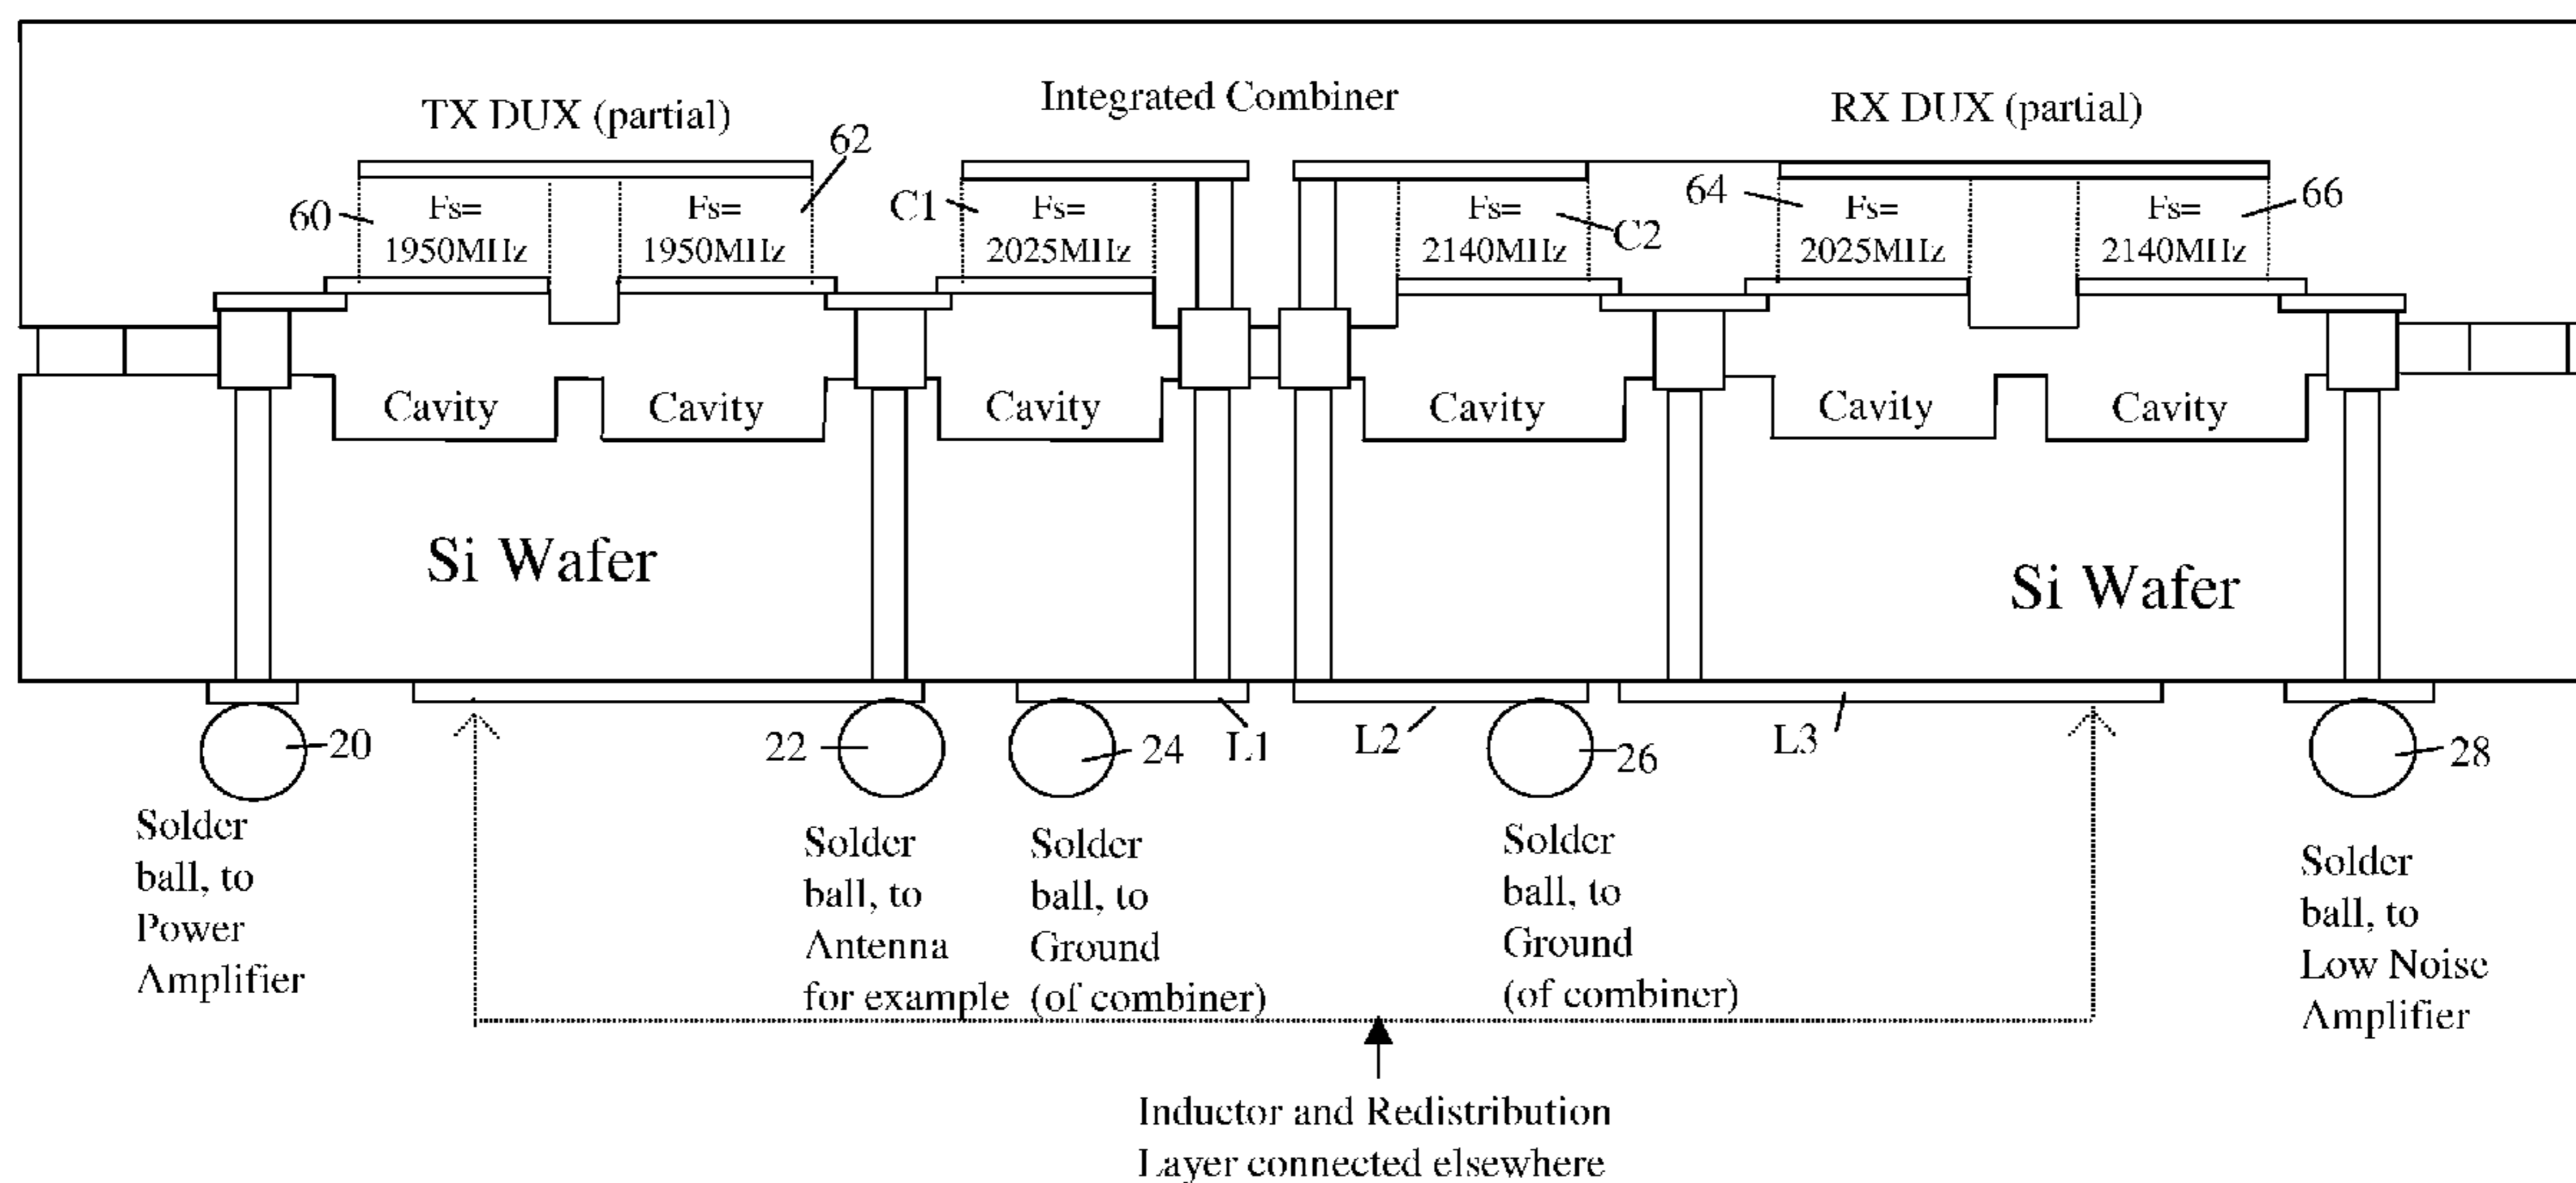 TX DUX (partial)
Integrated Combiner
RX DUX (partial)
62
60
Fs=
1950MHz
Fs=
1950MHz
C1
Fs=
2025MHz
Fs=
2140MHz
C2
64
Fs=
2025MHz
Fs=
2140MHz
66
Cavity
Cavity
Cavity
Cavity
Cavity
Cavity
Si Wafer
Si Wafer
20
22
24
L1
L2
26
L3
28
Solder
ball, to
Power
Amplifier
Solder
ball, to
Antenna
for example
Solder
ball, to
Ground
(of combiner)
Solder
ball, to
Ground
(of combiner)
Solder
ball, to
Low Noise
Amplifier
Inductor and Redistribution
Layer connected elsewhere